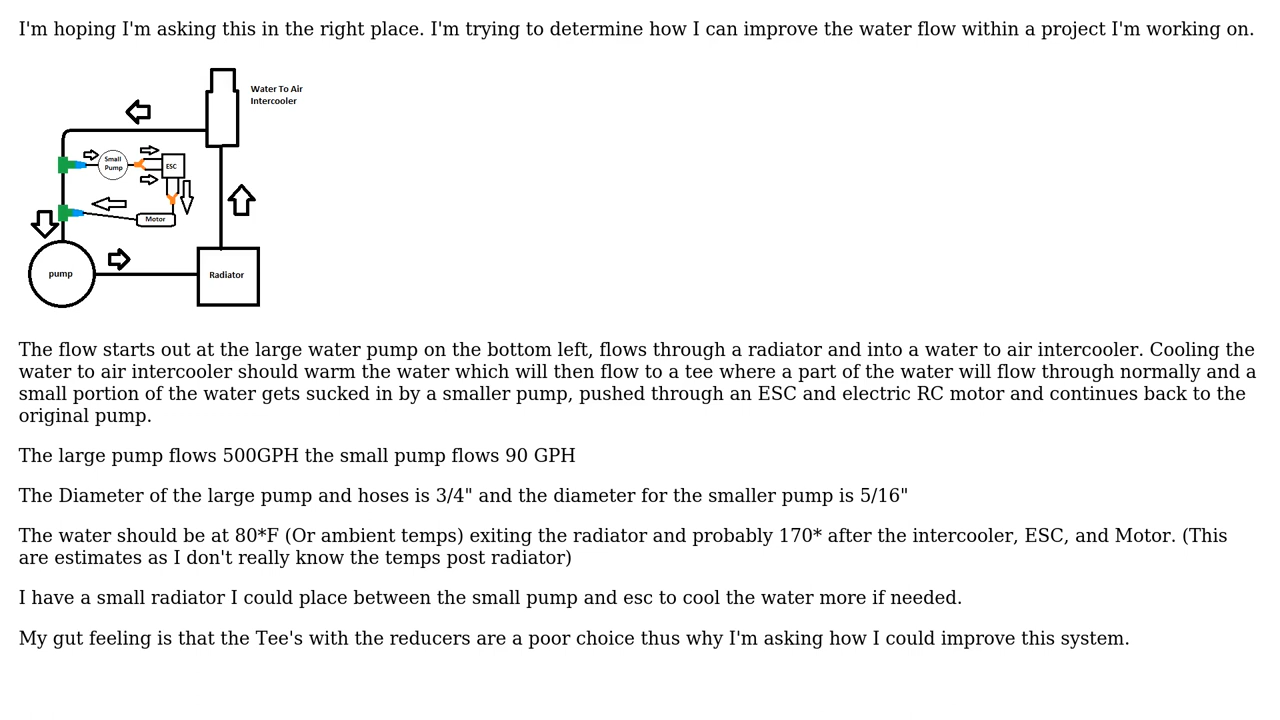 I'm hoping I'm asking this in the right place. I'm trying to determine how I can improve the water flow within a project I'm working on.
Water To Air
Intercooler
Small
Pump
ESC
Motor
pump
Radiator
The flow starts out at the large water pump on the bottom left, flows through a radiator and into a water to air intercooler. Cooling the
water to air intercooler should warm the water which will then flow to a tee where a part of the water will flow through normally and a
small portion of the water gets sucked in by a smaller pump, pushed through an ESC and electric RC motor and continues back to the
original pump.
The large pump flows 500GPH the small pump flows 90 GPH
The Diameter of the large pump and hoses is 3/4" and the diameter for the smaller pump is 5/16"
The water should be at 80*F (Or ambient temps) exiting the radiator and probably 170* after the intercooler, ESC, and Motor. (This
are estimates as I don't really know the temps post radiator)
I have a small radiator I could place between the small pump and esc to cool the water more if needed.
My gut feeling is that the Tee's with the reducers are a poor choice thus why I'm asking how I could improve this system.